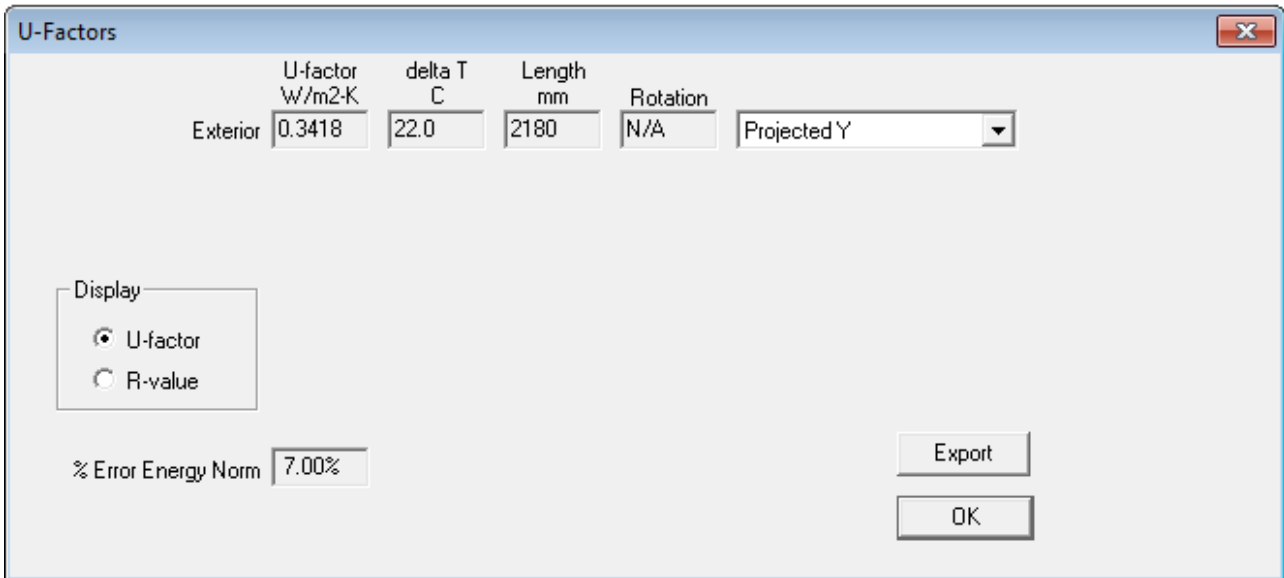 U-Factors
U-factor delta T Length
W/m2-K C mm Rotation
Exterior 0.3418 22.0 2180 N/A Projected Y
Display
U-factor
R-value
% Error Energy Norm 7.00%
Export
OK